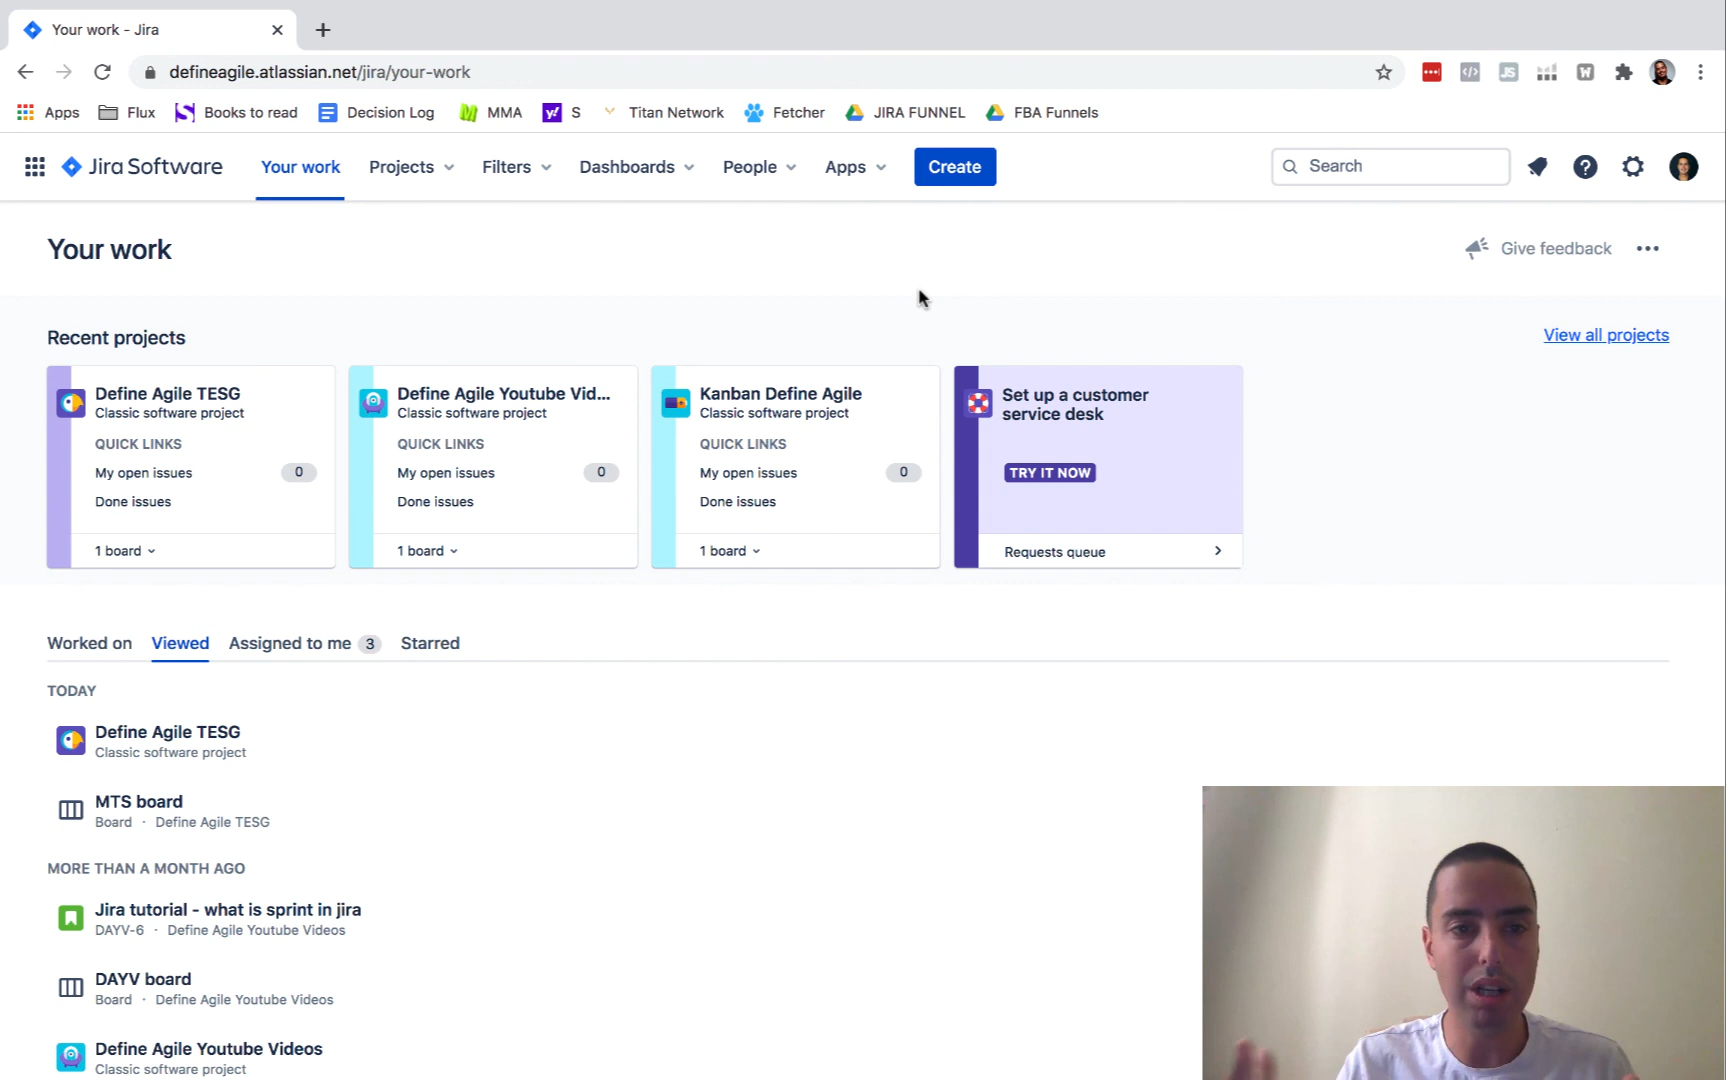 Your work - Jira
defineagile.atlassian.net/jira/your-work
Apps Flux Books to read Decision Log MMA S Titan Network Fetcher JIRA FUNNEL FBA Funnels
Jira Software Your work Projects Filters Dashboards People Apps Create Search
Your work
Give feedback
Recent projects
View all projects
Define Agile TESG
Classic software project
QUICK LINKS
My open issues 0
Done issues
1 board
Define Agile Youtube Vid...
Classic software project
QUICK LINKS
My open issues 0
Done issues
1 board
Kanban Define Agile
Classic software project
QUICK LINKS
My open issues 0
Done issues
1 board
Set up a customer
service desk
TRY IT NOW
Requests queue
Worked on Viewed Assigned to me 3 Starred
TODAY
Define Agile TESG
Classic software project
MTS board
Board · Define Agile TESG
MORE THAN A MONTH AGO
Jira tutorial - what is sprint in jira
DAYV-6 · Define Agile Youtube Videos
DAYV board
Board · Define Agile Youtube Videos
Define Agile Youtube Videos
Classic software project